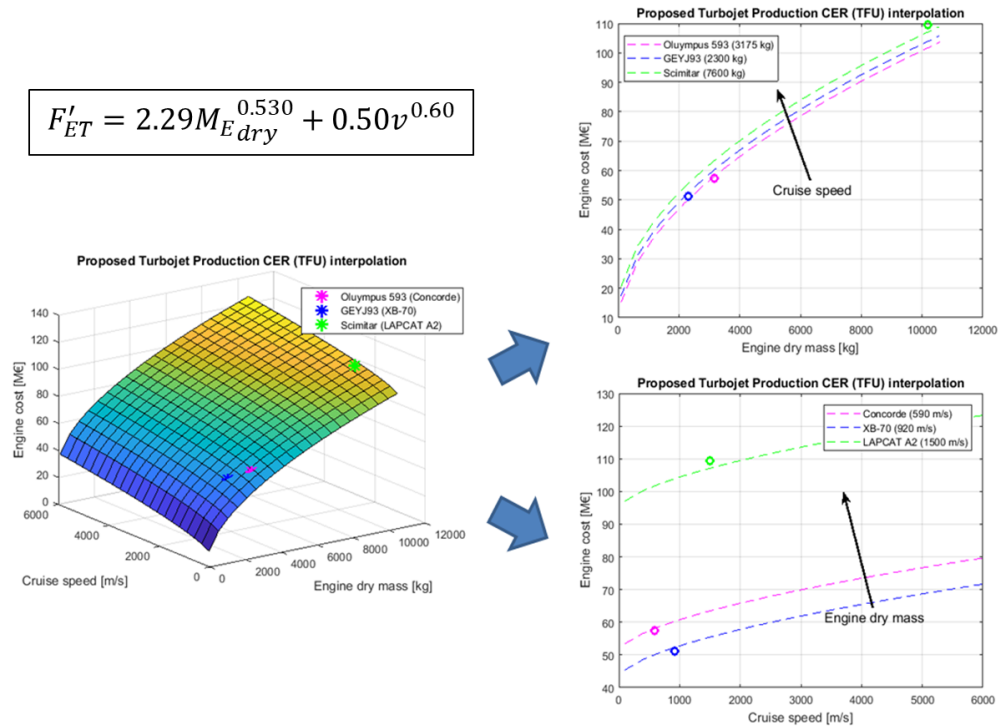 F′ET = 2.29ME dry^0.530 + 0.50v^0.60
Proposed Turbojet Production CER (TFU) interpolation
Oluympus 593 (Concorde)
GEYJ93 (XB-70)
Scimitar (LAPCAT A2)
Engine cost [M€]
140
120
100
80
60
40
20
0
6000
4000
2000
0
Cruise speed [m/s]
0
2000
4000
6000
8000
10000
12000
Engine dry mass [kg]
Proposed Turbojet Production CER (TFU) interpolation
Oluympus 593 (3175 kg)
GEYJ93 (2300 kg)
Scimitar (7600 kg)
Cruise speed
Engine cost [M€]
110
100
90
80
70
60
50
40
30
20
10
0
2000
4000
6000
8000
10000
12000
Engine dry mass [kg]
Proposed Turbojet Production CER (TFU) interpolation
Concorde (590 m/s)
XB-70 (920 m/s)
LAPCAT A2 (1500 m/s)
Engine dry mass
Engine cost [M€]
130
120
110
100
90
80
70
60
50
40
0
1000
2000
3000
4000
5000
6000
Cruise speed [m/s]